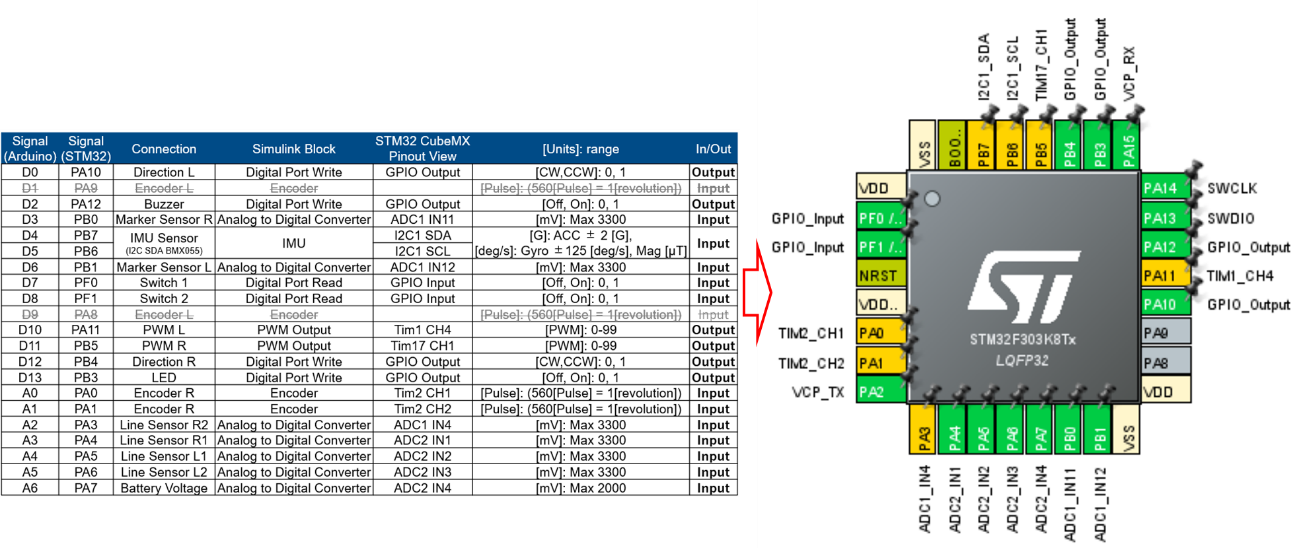 Signal (Arduino) Signal (STM32) Connection Simulink Block STM32 CubeMX Pinout View [Units]: range In/Out
D0 PA10 Direction L Digital Port Write GPIO Output [CW,CCW]: 0, 1 Output
D1 PA9 Encoder L Encoder [Pulse]: (560[Pulse] = 1[revolution]) Input
D2 PA12 Buzzer Digital Port Write GPIO Output [Off, On]: 0, 1 Output
D3 PB0 Marker Sensor R Analog to Digital Converter ADC1 IN11 [mV]: Max 3300 Input
D4 PB7 IMU Sensor (I2C SDA BMX055) IMU I2C1 SDA [G]: ACC ± 2 [G], Input
D5 PB6 I2C1 SCL [deg/s]: Gyro ±125 [deg/s], Mag [µT]
D6 PB1 Marker Sensor L Analog to Digital Converter ADC1 IN12 [mV]: Max 3300 Input
D7 PF0 Switch 1 Digital Port Read GPIO Input [Off, On]: 0, 1 Input
D8 PF1 Switch 2 Digital Port Read GPIO Input [Off, On]: 0, 1 Input
D9 PA8 Encoder L Encoder [Pulse]: (560[Pulse] = 1[revolution]) Input
D10 PA11 PWM L PWM Output Tim1 CH4 [PWM]: 0-99 Output
D11 PB5 PWM R PWM Output Tim17 CH1 [PWM]: 0-99 Output
D12 PB4 Direction R Digital Port Write GPIO Output [CW,CCW]: 0, 1 Output
D13 PB3 LED Digital Port Write GPIO Output [Off, On]: 0, 1 Output
A0 PA0 Encoder R Encoder Tim2 CH1 [Pulse]: (560[Pulse] = 1[revolution]) Input
A1 PA1 Encoder R Encoder Tim2 CH2 [Pulse]: (560[Pulse] = 1[revolution]) Input
A2 PA3 Line Sensor R2 Analog to Digital Converter ADC1 IN4 [mV]: Max 3300 Input
A3 PA4 Line Sensor R1 Analog to Digital Converter ADC2 IN1 [mV]: Max 3300 Input
A4 PA5 Line Sensor L1 Analog to Digital Converter ADC2 IN2 [mV]: Max 3300 Input
A5 PA6 Line Sensor L2 Analog to Digital Converter ADC2 IN3 [mV]: Max 3300 Input
A6 PA7 Battery Voltage Analog to Digital Converter ADC2 IN4 [mV]: Max 2000 Input
I2C1_SDA
I2C1_SCL
TIM17_CH1
GPIO_Output
GPIO_Output
VCP_RX
VSS
BOO..
PB7
PB6
PB5
PB4
PB3
PA15
VDD
GPIO_Input PF0 /..
GPIO_Input PF1 /..
NRST
VDD..
TIM2_CH1 PA0
TIM2_CH2 PA1
VCP_TX PA2
ST
STM32F303K8Tx
LQFP32
PA14 SWCLK
PA13 SWDIO
PA12 GPIO_Output
PA11 TIM1_CH4
PA10 GPIO_Output
PA9
PA8
VDD
PA3
PA4
PA5
PA6
PA7
PB0
PB1
VSS
ADC1_IN4
ADC2_IN1
ADC2_IN2
ADC2_IN3
ADC2_IN4
ADC1_IN11
ADC1_IN12